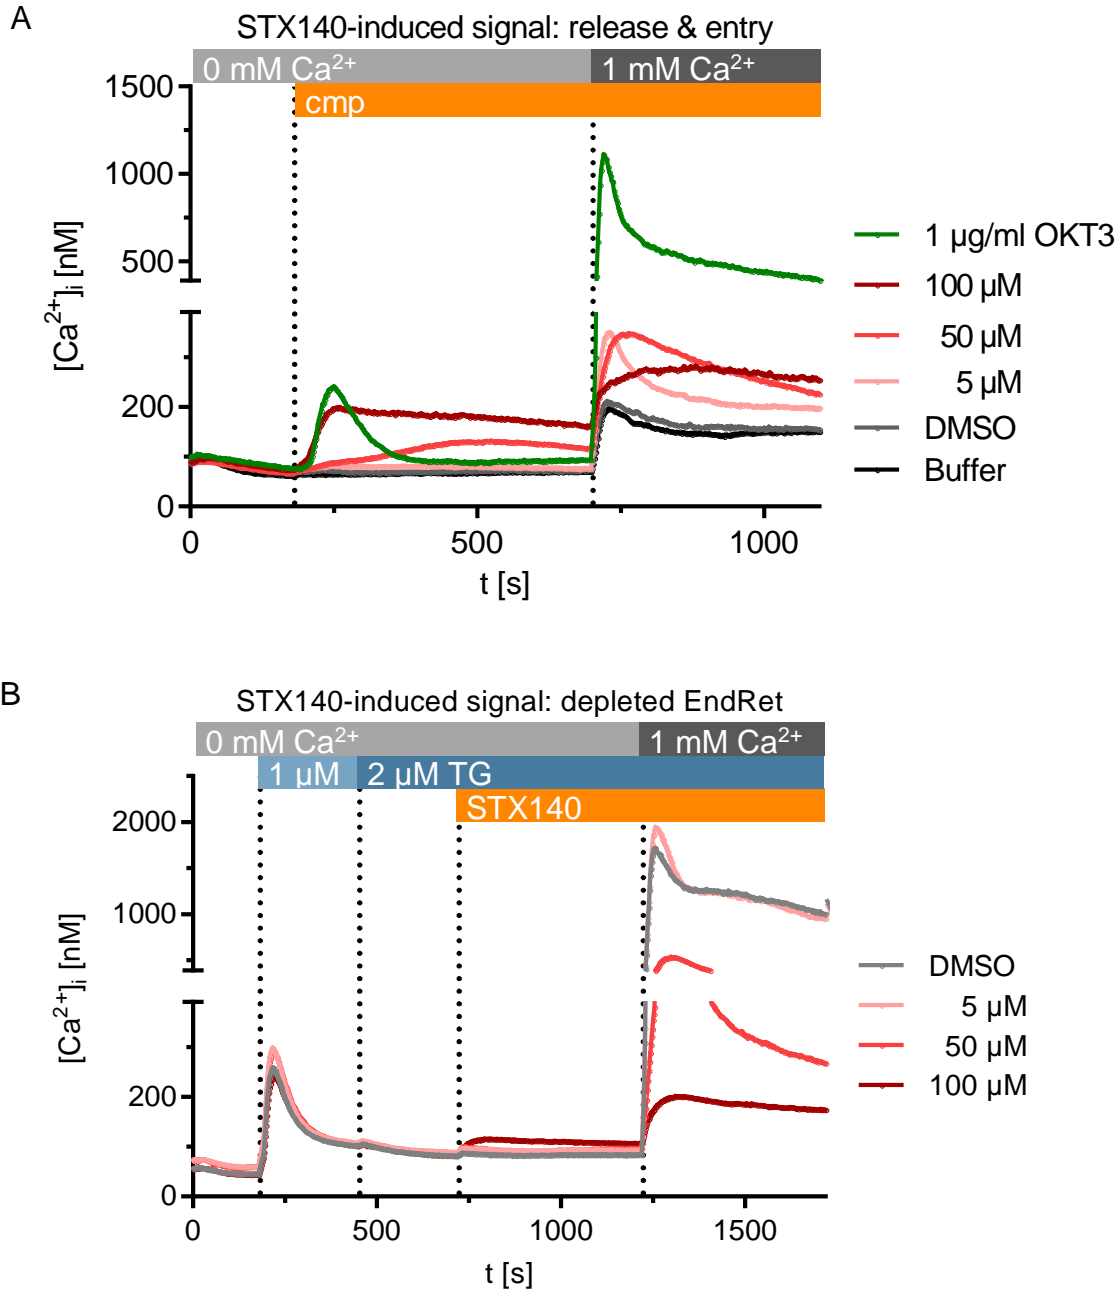 A
STX140-induced signal: release & entry
0 mM Ca²⁺
1 mM Ca²⁺
cmp
1500
1000
500
200
0
[Ca²⁺]ᵢ [nM]
0
500
1000
t [s]
1 µg/ml OKT3
100 µM
50 µM
5 µM
DMSO
Buffer
B
STX140-induced signal: depleted EndRet
0 mM Ca²⁺
1 mM Ca²⁺
1 µM
2 µM TG
STX140
2000
1000
200
0
[Ca²⁺]ᵢ [nM]
0
500
1000
1500
t [s]
DMSO
5 µM
50 µM
100 µM